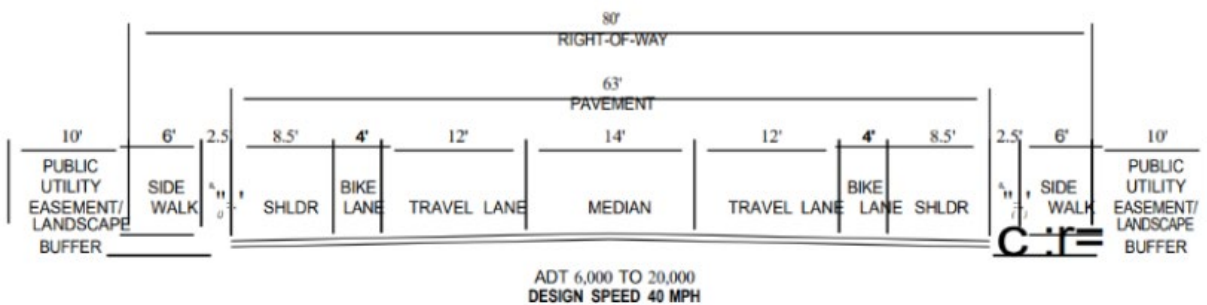 80'
RIGHT-OF-WAY
63'
PAVEMENT
10' 6' 2.5' 8.5' 4' 12' 14' 12' 4' 8.5' 2.5' 6' 10'
PUBLIC UTILITY EASEMENT/ LANDSCAPE BUFFER
SIDE WALK
SHLDR
BIKE LANE
TRAVEL LANE
MEDIAN
TRAVEL LANE
BIKE LANE
SHLDR
SIDE WALK
PUBLIC UTILITY EASEMENT/ LANDSCAPE BUFFER
ADT 6,000 TO 20,000
DESIGN SPEED 40 MPH